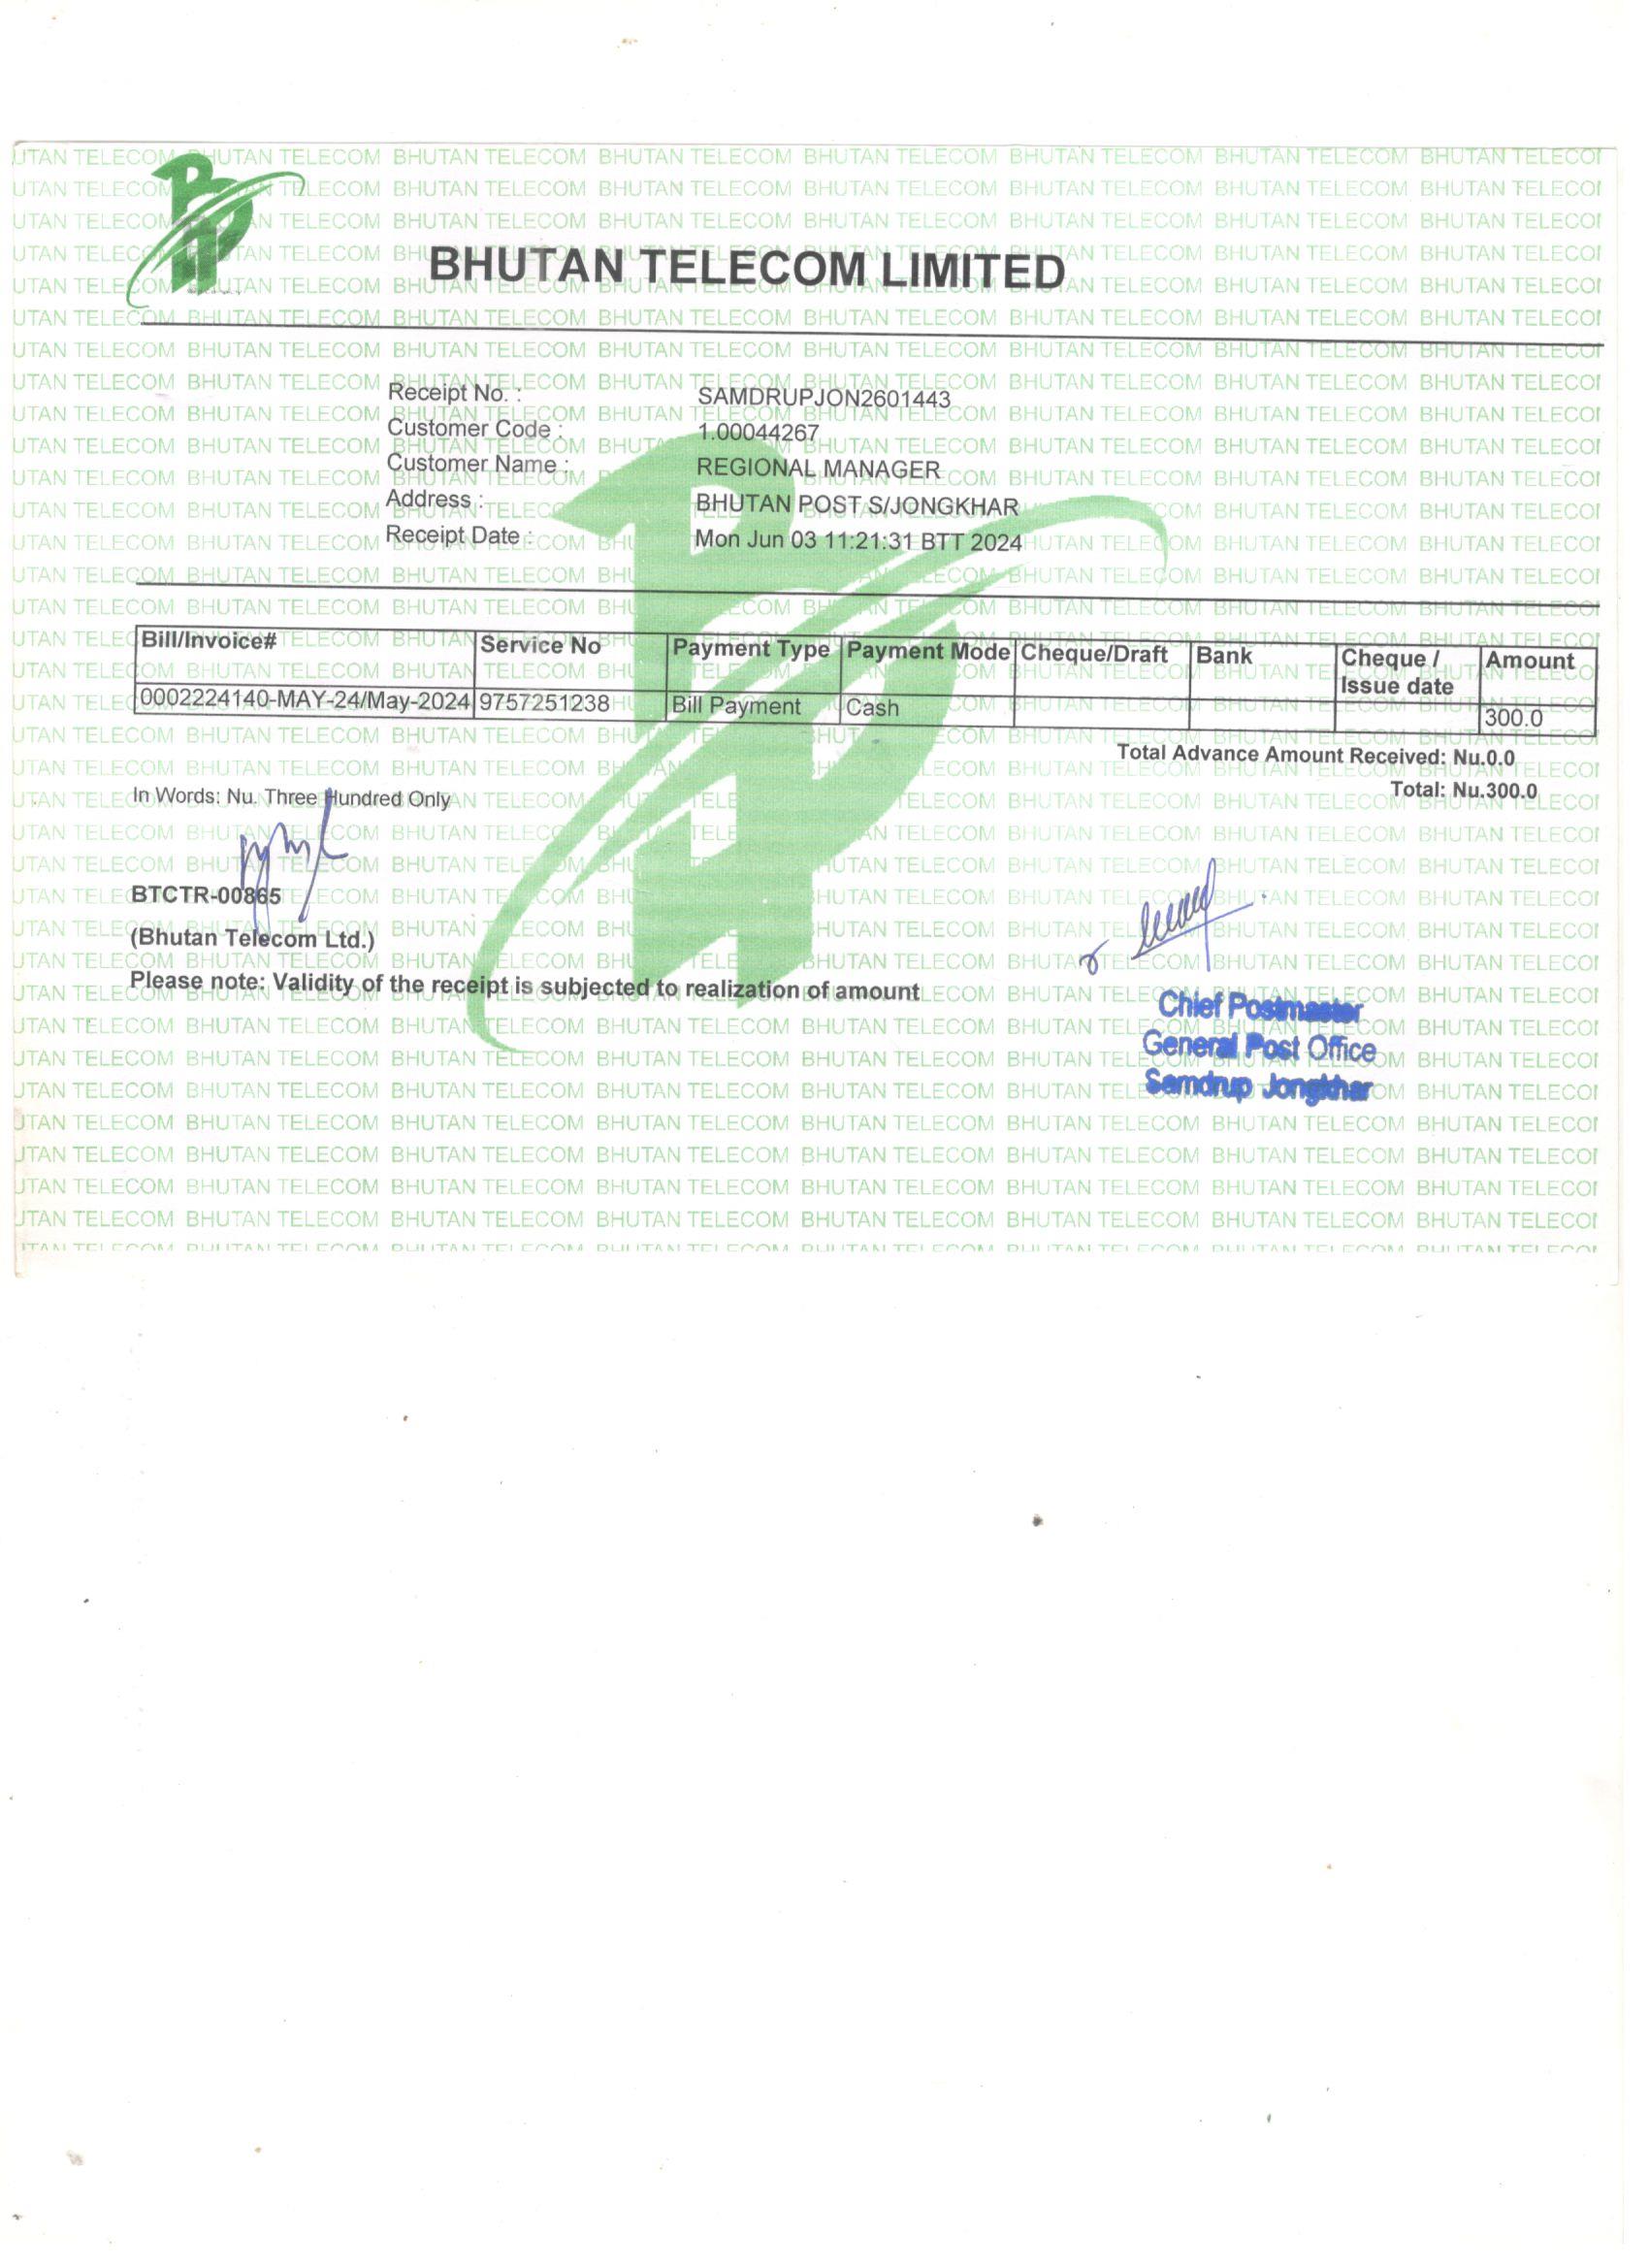 BHUTAN TELECOM LIMITED
Receipt No. : SAMDRUPJON2601443
Customer Code : 1.00044267
Customer Name : REGIONAL MANAGER
Address : BHUTAN POST S/JONGKHAR
Receipt Date : Mon Jun 03 11:21:31 BTT 2024
Bill/Invoice# Service No Payment Type Payment Mode Cheque/Draft Bank Cheque / Issue date Amount
0002224140-MAY-24/May-2024 9757251238 Bill Payment Cash 300.0
Total Advance Amount Received: Nu.0.0
In Words: Nu. Three Hundred Only Total: Nu.300.0
BTCTR-00865
(Bhutan Telecom Ltd.)
Please note: Validity of the receipt is subjected to realization of amount
Chief Postmaster
General Post Office
Samdrup Jongkhar